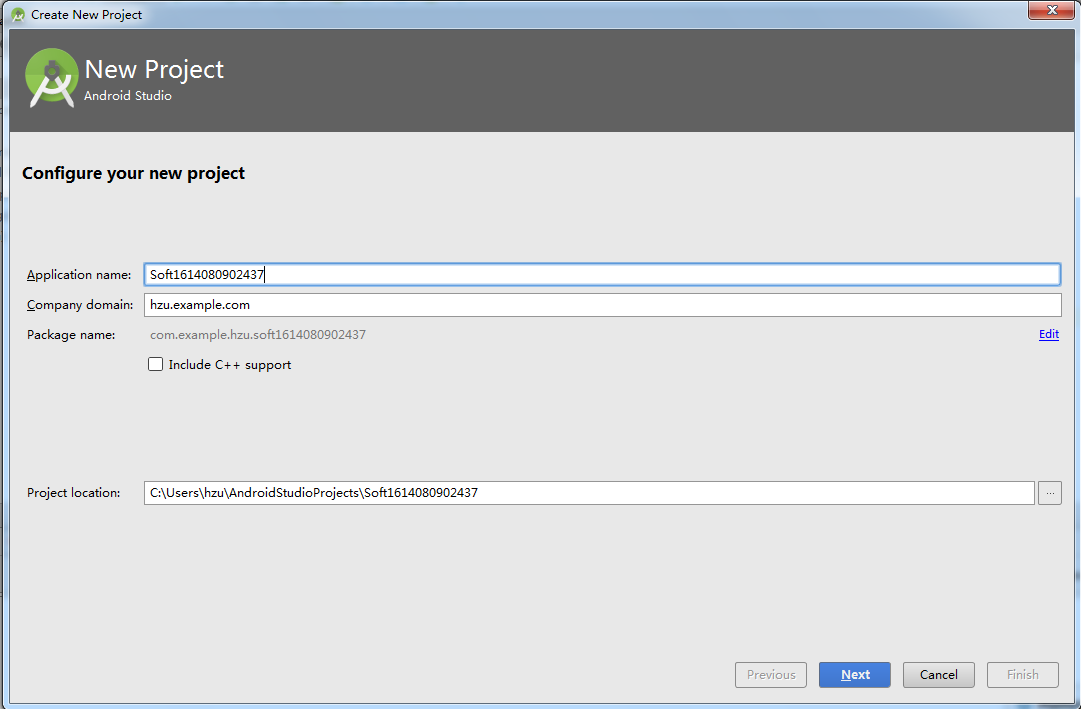 Create New Project
New Project
Android Studio
Configure your new project
Application name: Soft1614080902437
Company domain: hzu.example.com
Package name: com.example.hzu.soft1614080902437 Edit
Include C++ support
Project location: C:\Users\hzu\AndroidStudioProjects\Soft1614080902437 ...
Previous Next Cancel Finish